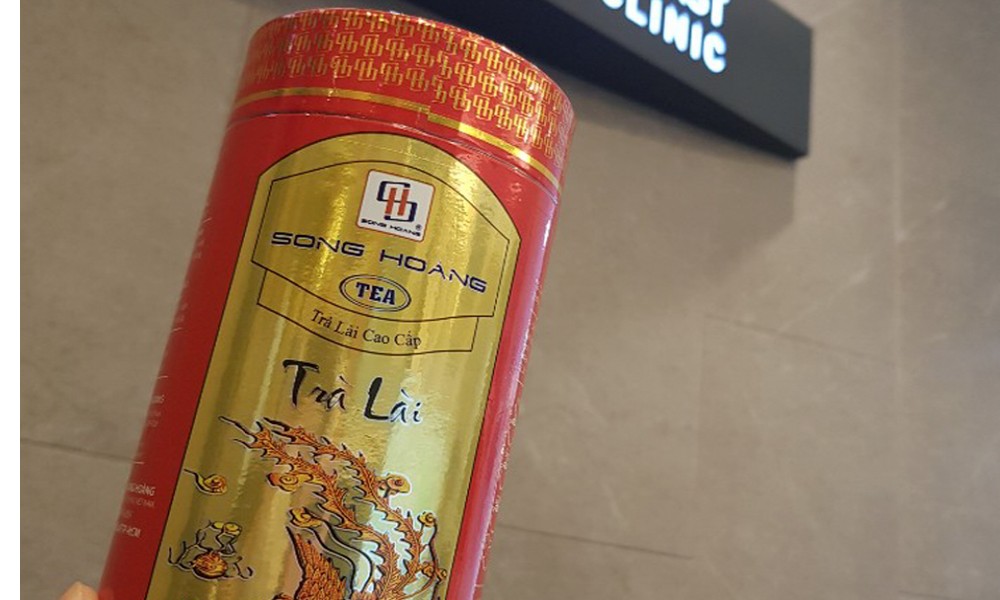 CLINIC
SONG HOANG
SONG HOANG
TEA
Trà Lài Cao Cấp
Trà Lài